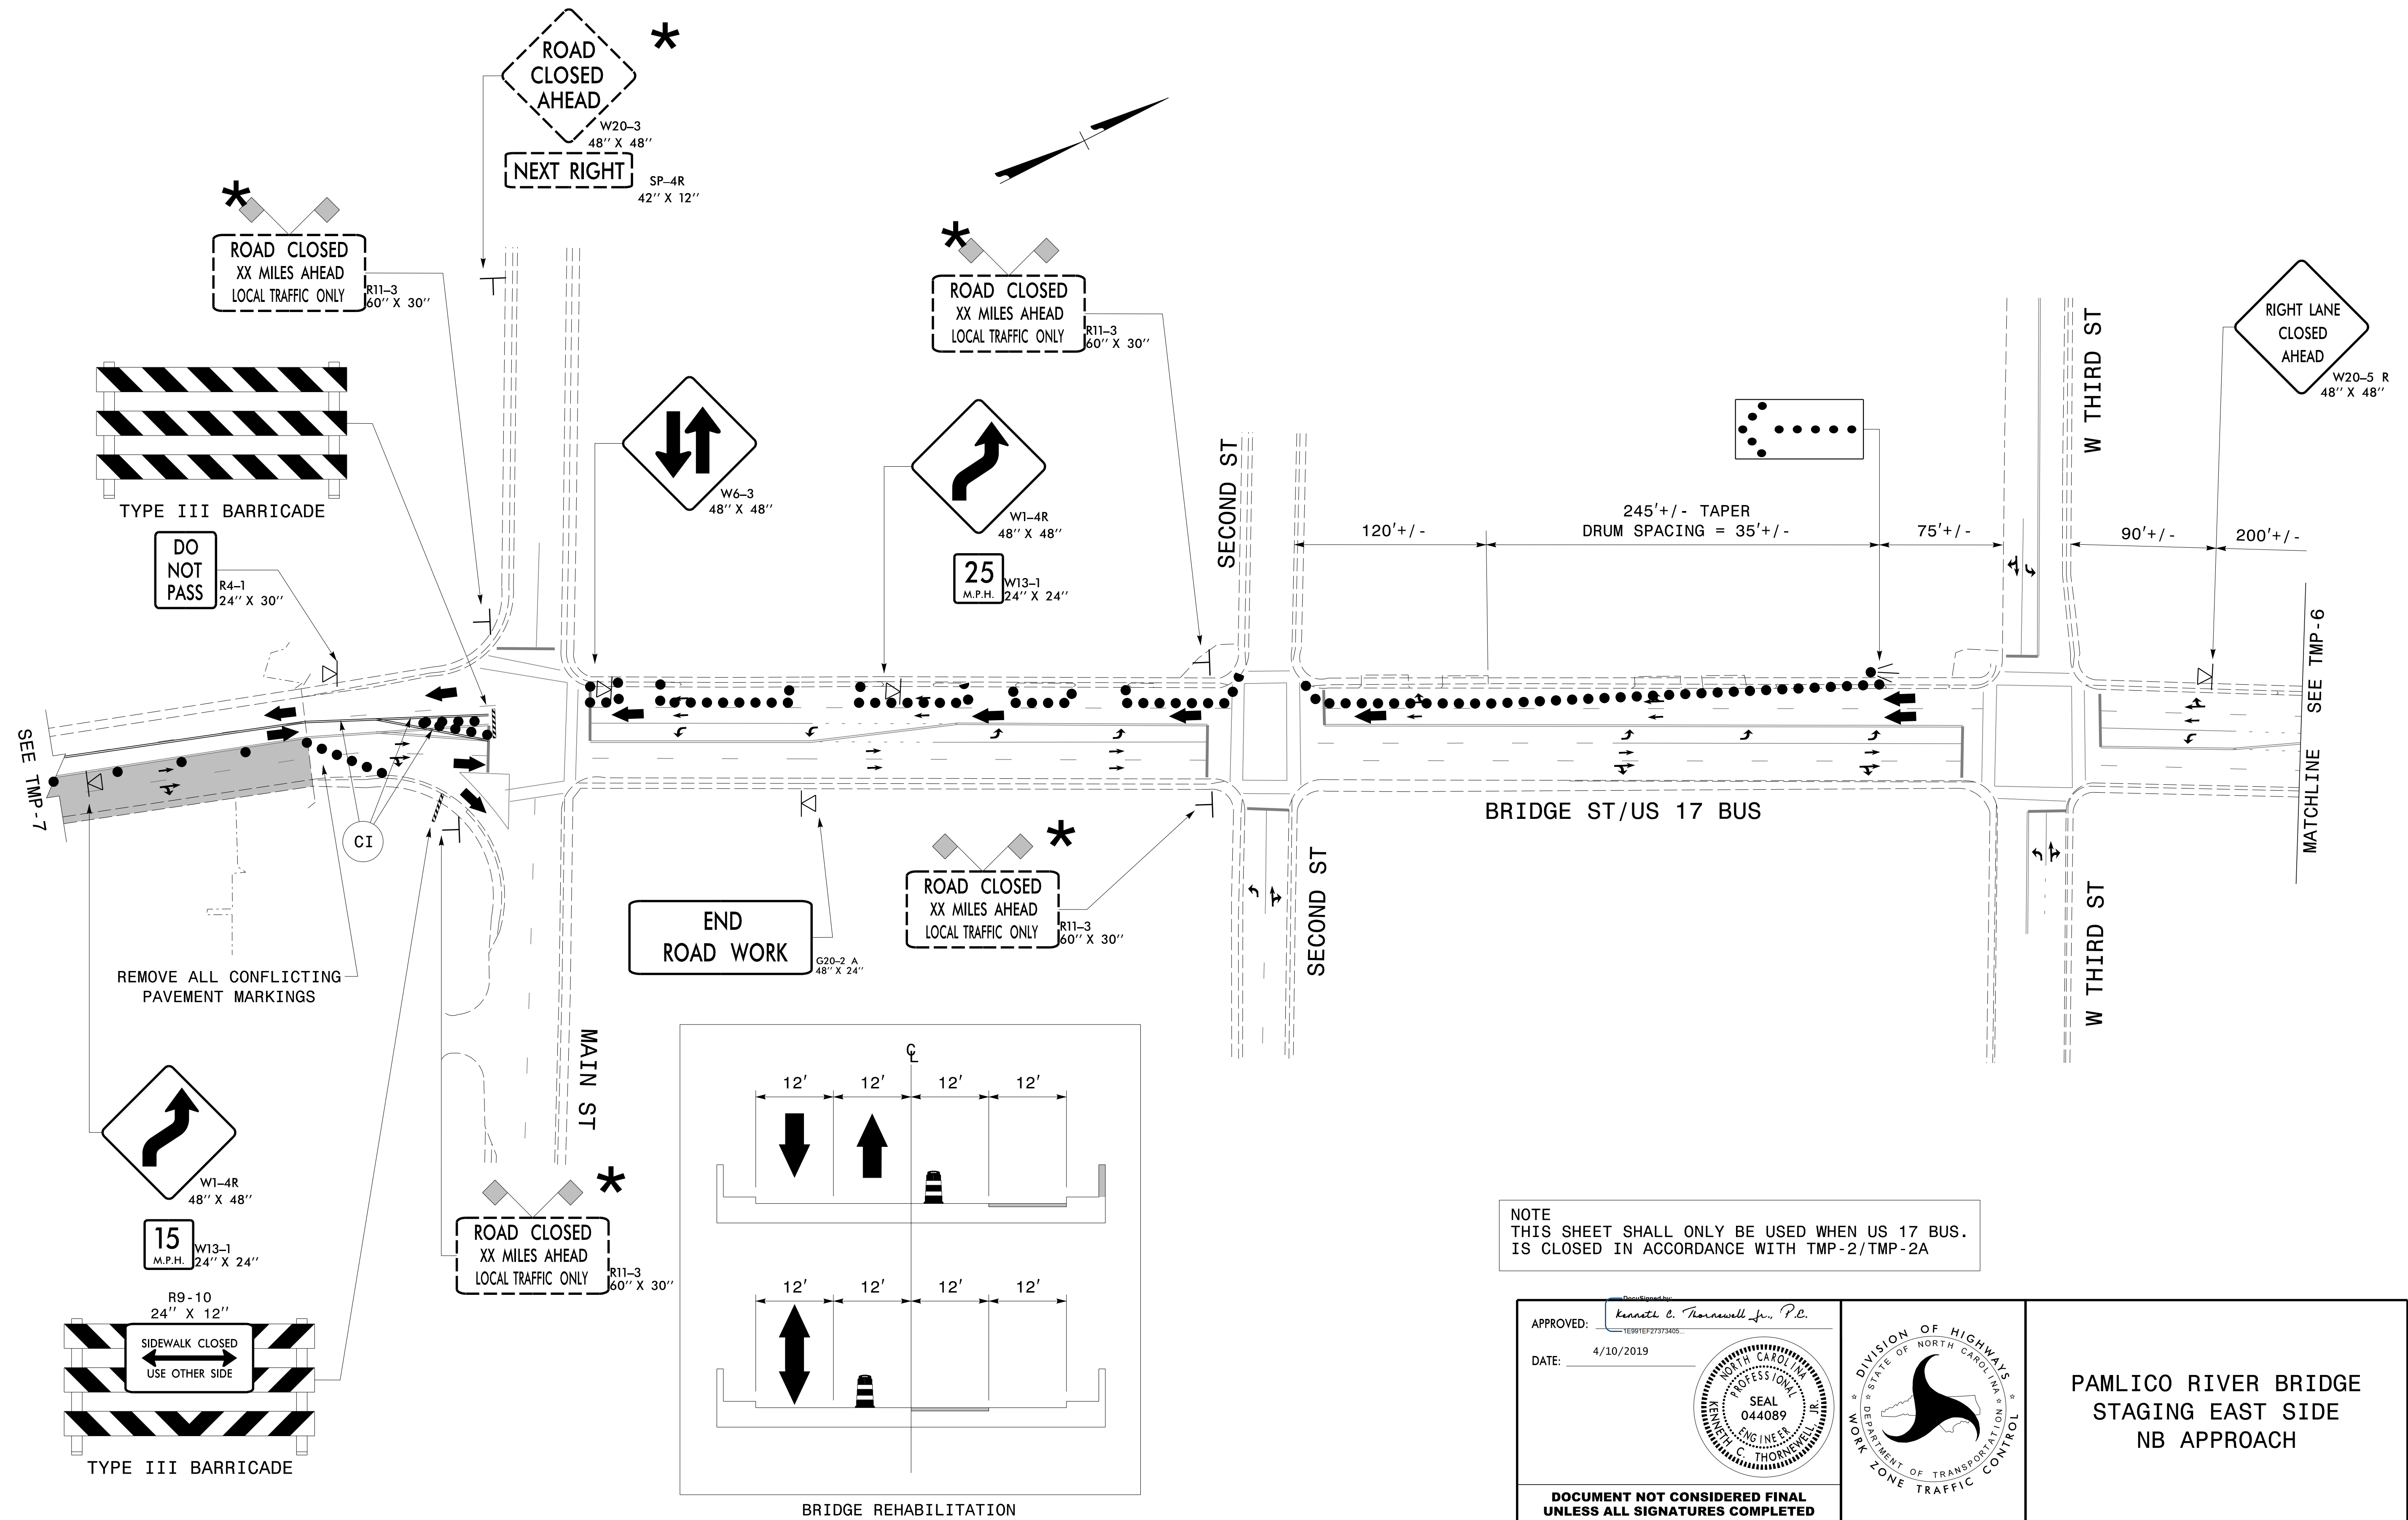 ROAD
CLOSED
AHEAD
W20-3
48'' X 48''
NEXT RIGHT
SP-4R
42'' X 12''
*
*
ROAD CLOSED
XX MILES AHEAD
LOCAL TRAFFIC ONLY
R11-3
60'' X 30''
*
ROAD CLOSED
XX MILES AHEAD
LOCAL TRAFFIC ONLY
R11-3
60'' X 30''
RIGHT LANE
CLOSED
AHEAD
W20-5 R
48'' X 48''
TYPE III BARRICADE
W6-3
48'' X 48''
W1-4R
48'' X 48''
25
M.P.H.
W13-1
24'' X 24''
SECOND ST
W THIRD ST
120'+/-
245'+/- TAPER
DRUM SPACING = 35'+/-
75'+/-
90'+/-
200'+/-
DO
NOT
PASS
R4-1
24'' X 30''
SEE TMP-7
CI
BRIDGE ST/US 17 BUS
MATCHLINE SEE TMP-6
REMOVE ALL CONFLICTING
PAVEMENT MARKINGS
END
ROAD WORK
G20-2 A
48'' X 24''
*
ROAD CLOSED
XX MILES AHEAD
LOCAL TRAFFIC ONLY
R11-3
60'' X 30''
SECOND ST
W THIRD ST
MAIN ST
W1-4R
48'' X 48''
15
M.P.H.
W13-1
24'' X 24''
R9-10
24'' X 12''
SIDEWALK CLOSED
USE OTHER SIDE
TYPE III BARRICADE
*
ROAD CLOSED
XX MILES AHEAD
LOCAL TRAFFIC ONLY
R11-3
60'' X 30''
CL
12' 12' 12' 12'
12' 12' 12' 12'
BRIDGE REHABILITATION
NOTE
THIS SHEET SHALL ONLY BE USED WHEN US 17 BUS.
IS CLOSED IN ACCORDANCE WITH TMP-2/TMP-2A
DocuSigned by:
APPROVED: Kenneth C. Thornewell Jr., P.E.
1E991EF27373405...
DATE: 4/10/2019
NORTH CAROLINA
PROFESSIONAL
SEAL
044089
ENGINEER
KENNETH C. THORNEWELL, JR.
DOCUMENT NOT CONSIDERED FINAL
UNLESS ALL SIGNATURES COMPLETED
DIVISION OF HIGHWAYS
STATE OF NORTH CAROLINA
DEPARTMENT OF TRANSPORTATION
WORK ZONE TRAFFIC CONTROL
PAMLICO RIVER BRIDGE
STAGING EAST SIDE
NB APPROACH